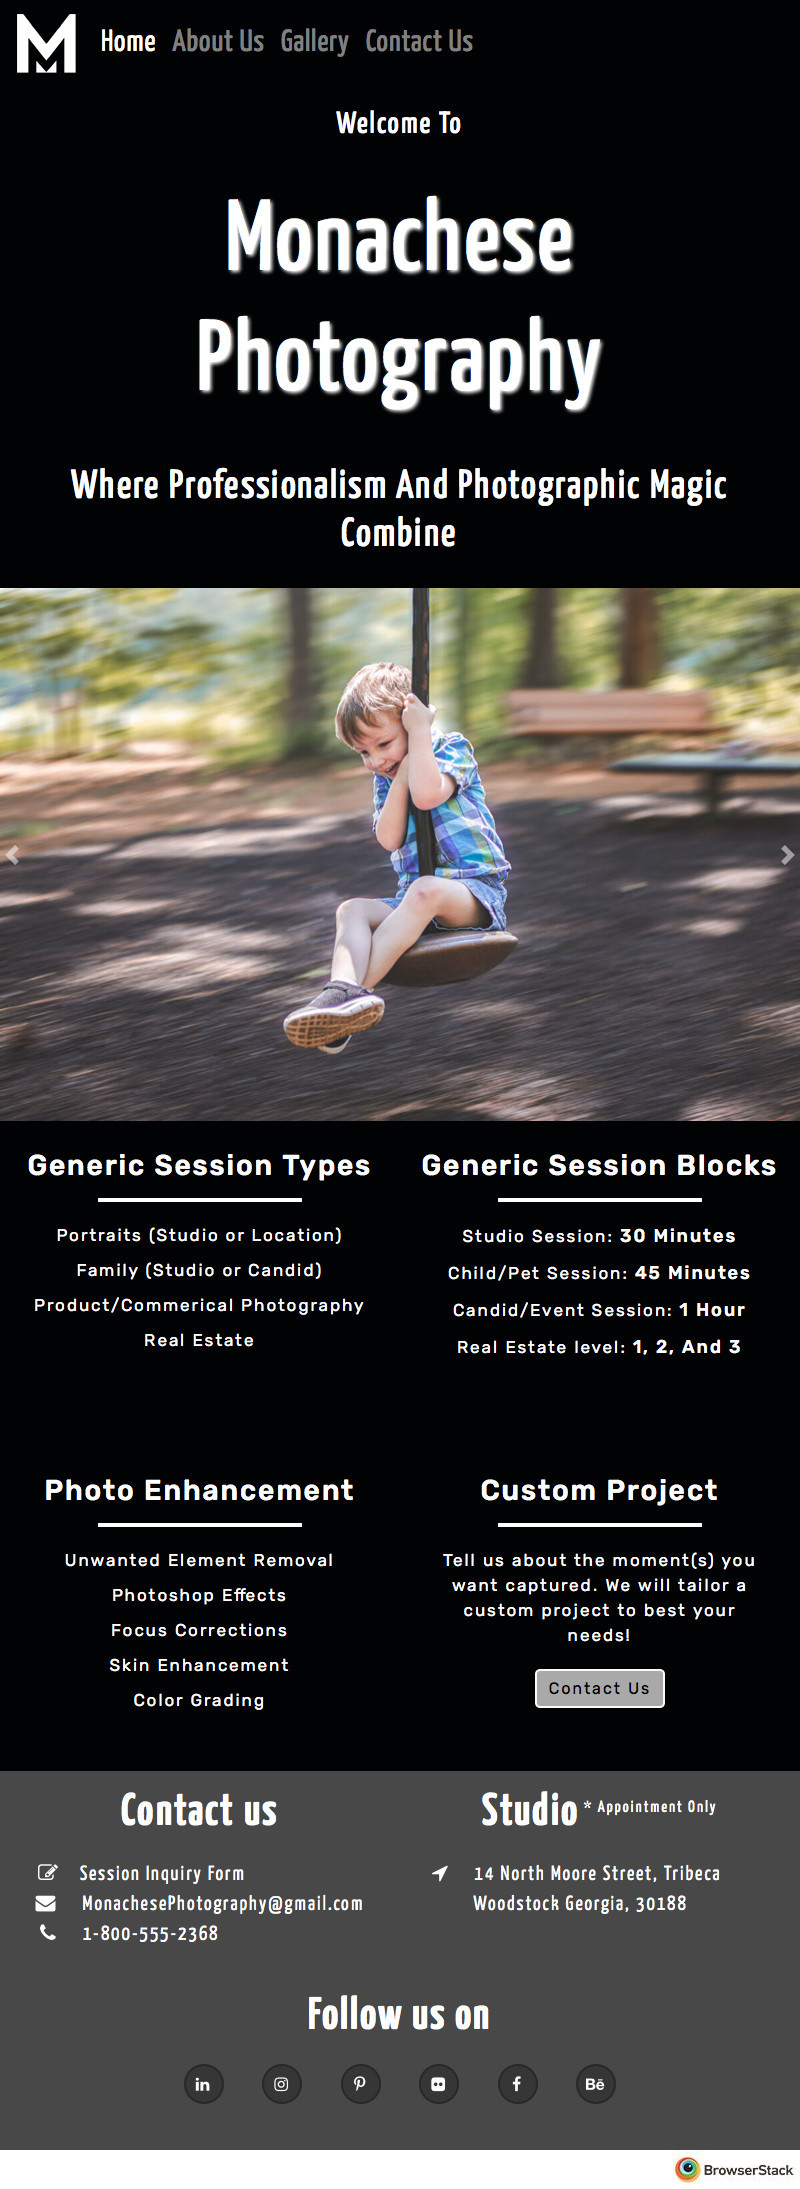 Home About Us Gallery Contact Us
Welcome To
Monachese
Photography
Where Professionalism And Photographic Magic
Combine
Generic Session Types
Portraits (Studio or Location)
Family (Studio or Candid)
Product/Commerical Photography
Real Estate
Generic Session Blocks
Studio Session: 30 Minutes
Child/Pet Session: 45 Minutes
Candid/Event Session: 1 Hour
Real Estate level: 1, 2, And 3
Photo Enhancement
Unwanted Element Removal
Photoshop Effects
Focus Corrections
Skin Enhancement
Color Grading
Custom Project
Tell us about the moment(s) you
want captured. We will tailor a
custom project to best your
needs!
Contact Us
Contact us
Session Inquiry Form
MonachesePhotography@gmail.com
1-800-555-2368
Studio * Appointment Only
14 North Moore Street, Tribeca
Woodstock Georgia, 30188
Follow us on
in
Bē
BrowserStack